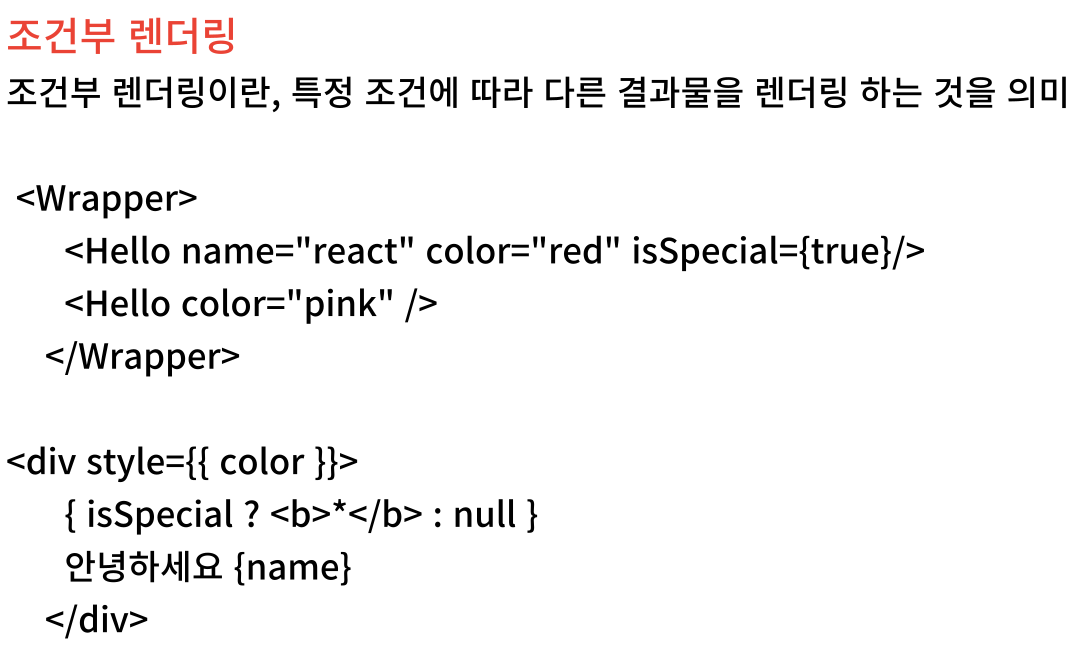 조건부 렌더링
조건부 렌더링이란, 특정 조건에 따라 다른 결과물을 렌더링 하는 것을 의미
<Wrapper>
<Hello name="react" color="red" isSpecial={true}/>
<Hello color="pink" />
</Wrapper>
<div style={{ color }}>
{ isSpecial ? <b>*</b> : null }
안녕하세요 {name}
</div>